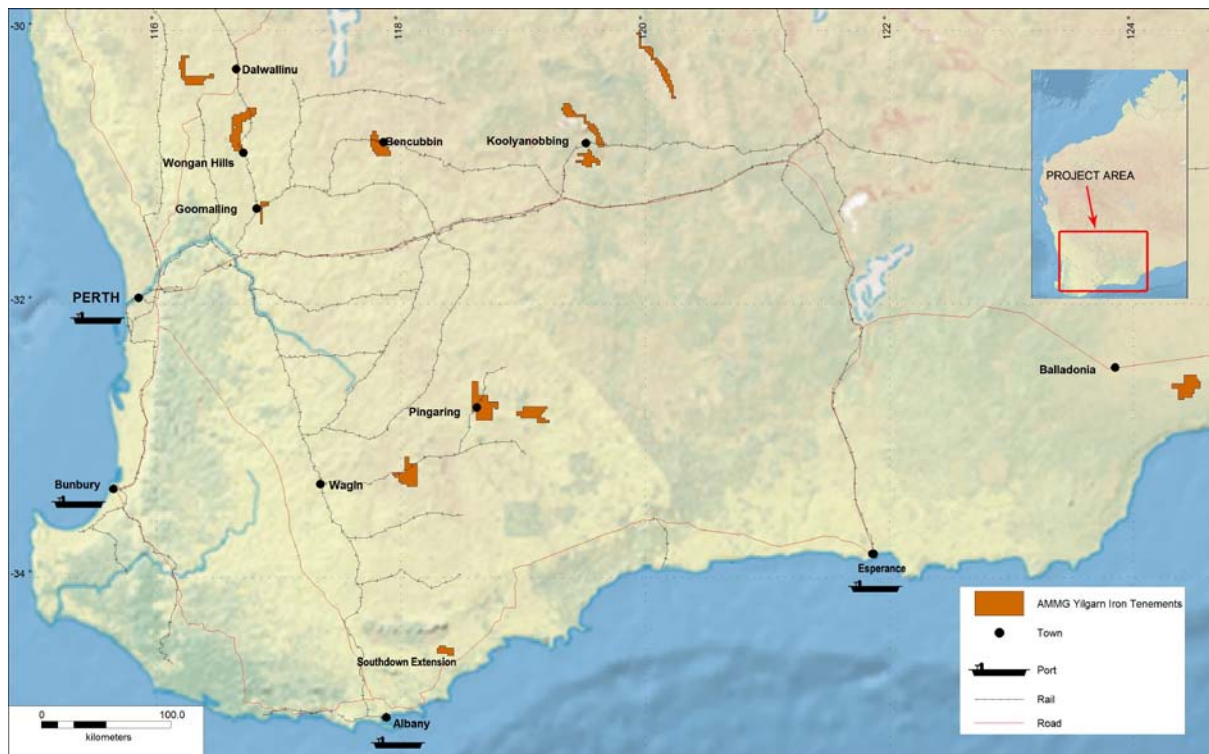 116
118
120
122
124
-30
Dalwallinu
Bencubbin
Koolyanobbing
Wongan Hills
PROJECT AREA
Goomalling
-32 °
PERTH
Balladonia
Pingaring
Bunbury
Wagin
-34 °
Esperance
AMMG Yilgarn Iron Tenements
Town
Southdown Extension
Port
Rail
0 100.0
kilometers
Albany
Road